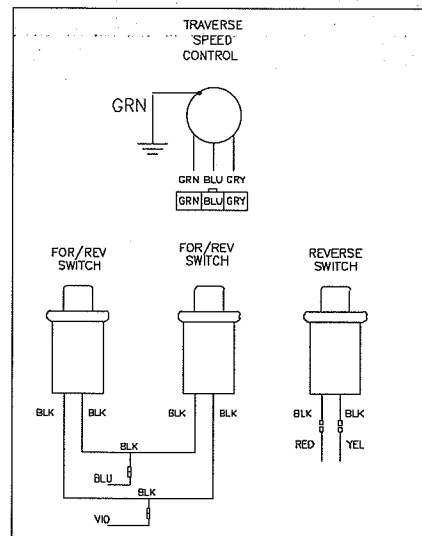 TRAVERSE
SPEED
CONTROL
GRN
GRN BLU GRY
GRN BLU GRY
FOR/REV
SWITCH
FOR/REV
SWITCH
REVERSE
SWITCH
BLK BLK
BLK BLK
BLK BLK
BLK
RED YEL
BLU
BLK
VIO